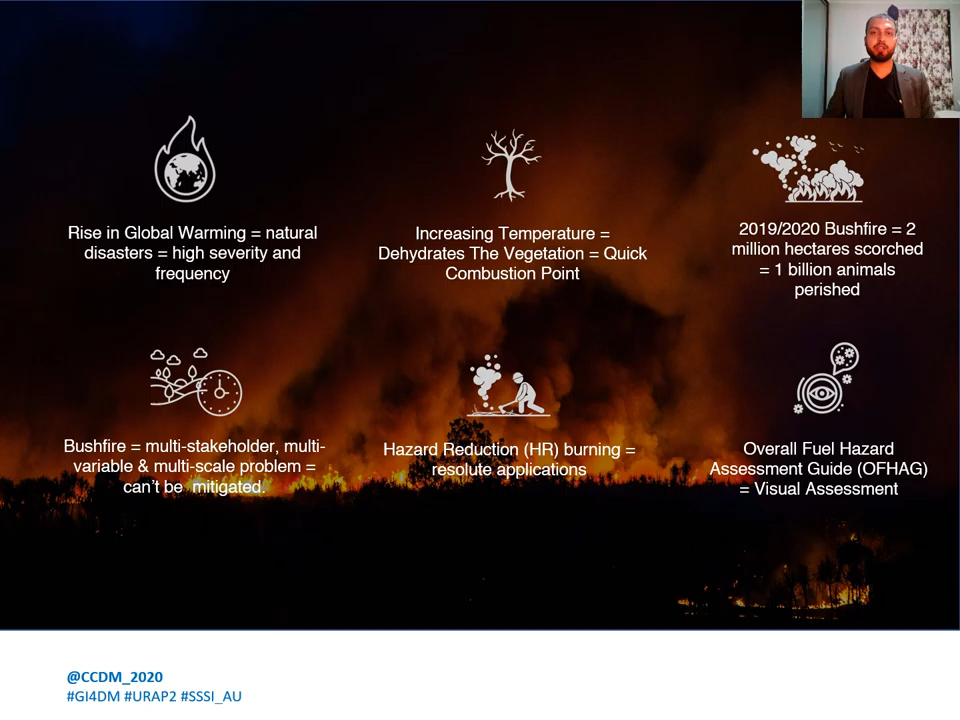 Rise in Global Warming = natural
disasters = high severity and
frequency
Increasing Temperature =
Dehydrates The Vegetation = Quick
Combustion Point
2019/2020 Bushfire = 2
million hectares scorched
= 1 billion animals
perished
Bushfire = multi-stakeholder, multi-
variable & multi-scale problem =
can't be mitigated.
Hazard Reduction (HR) burning =
resolute applications
Overall Fuel Hazard
Assessment Guide (OFHAG)
= Visual Assessment
@CCDM_2020
#GI4DM #URAP2 #SSSI_AU